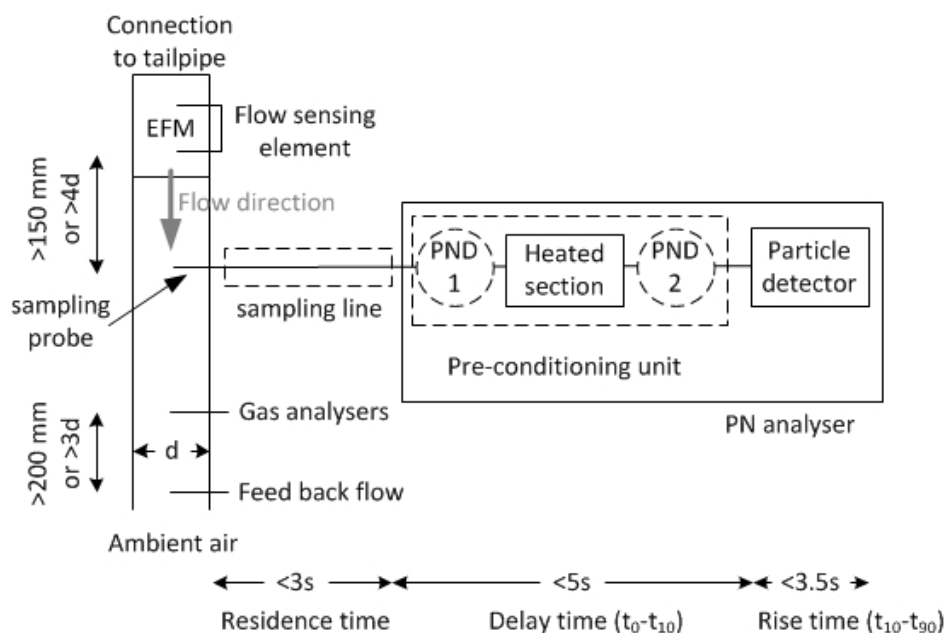 Connection
to tailpipe
EFM
Flow sensing
element
>150 mm
or >4d
Flow direction
PND
1
Heated
section
PND
2
Particle
detector
sampling
probe
sampling line
Pre-conditioning unit
PN analyser
Gas analysers
>200 mm
or >3d
d
Feed back flow
Ambient air
<3s
<5s
<3.5s
Residence time
Delay time (t₀-t₁₀)
Rise time (t₁₀-t₉₀)